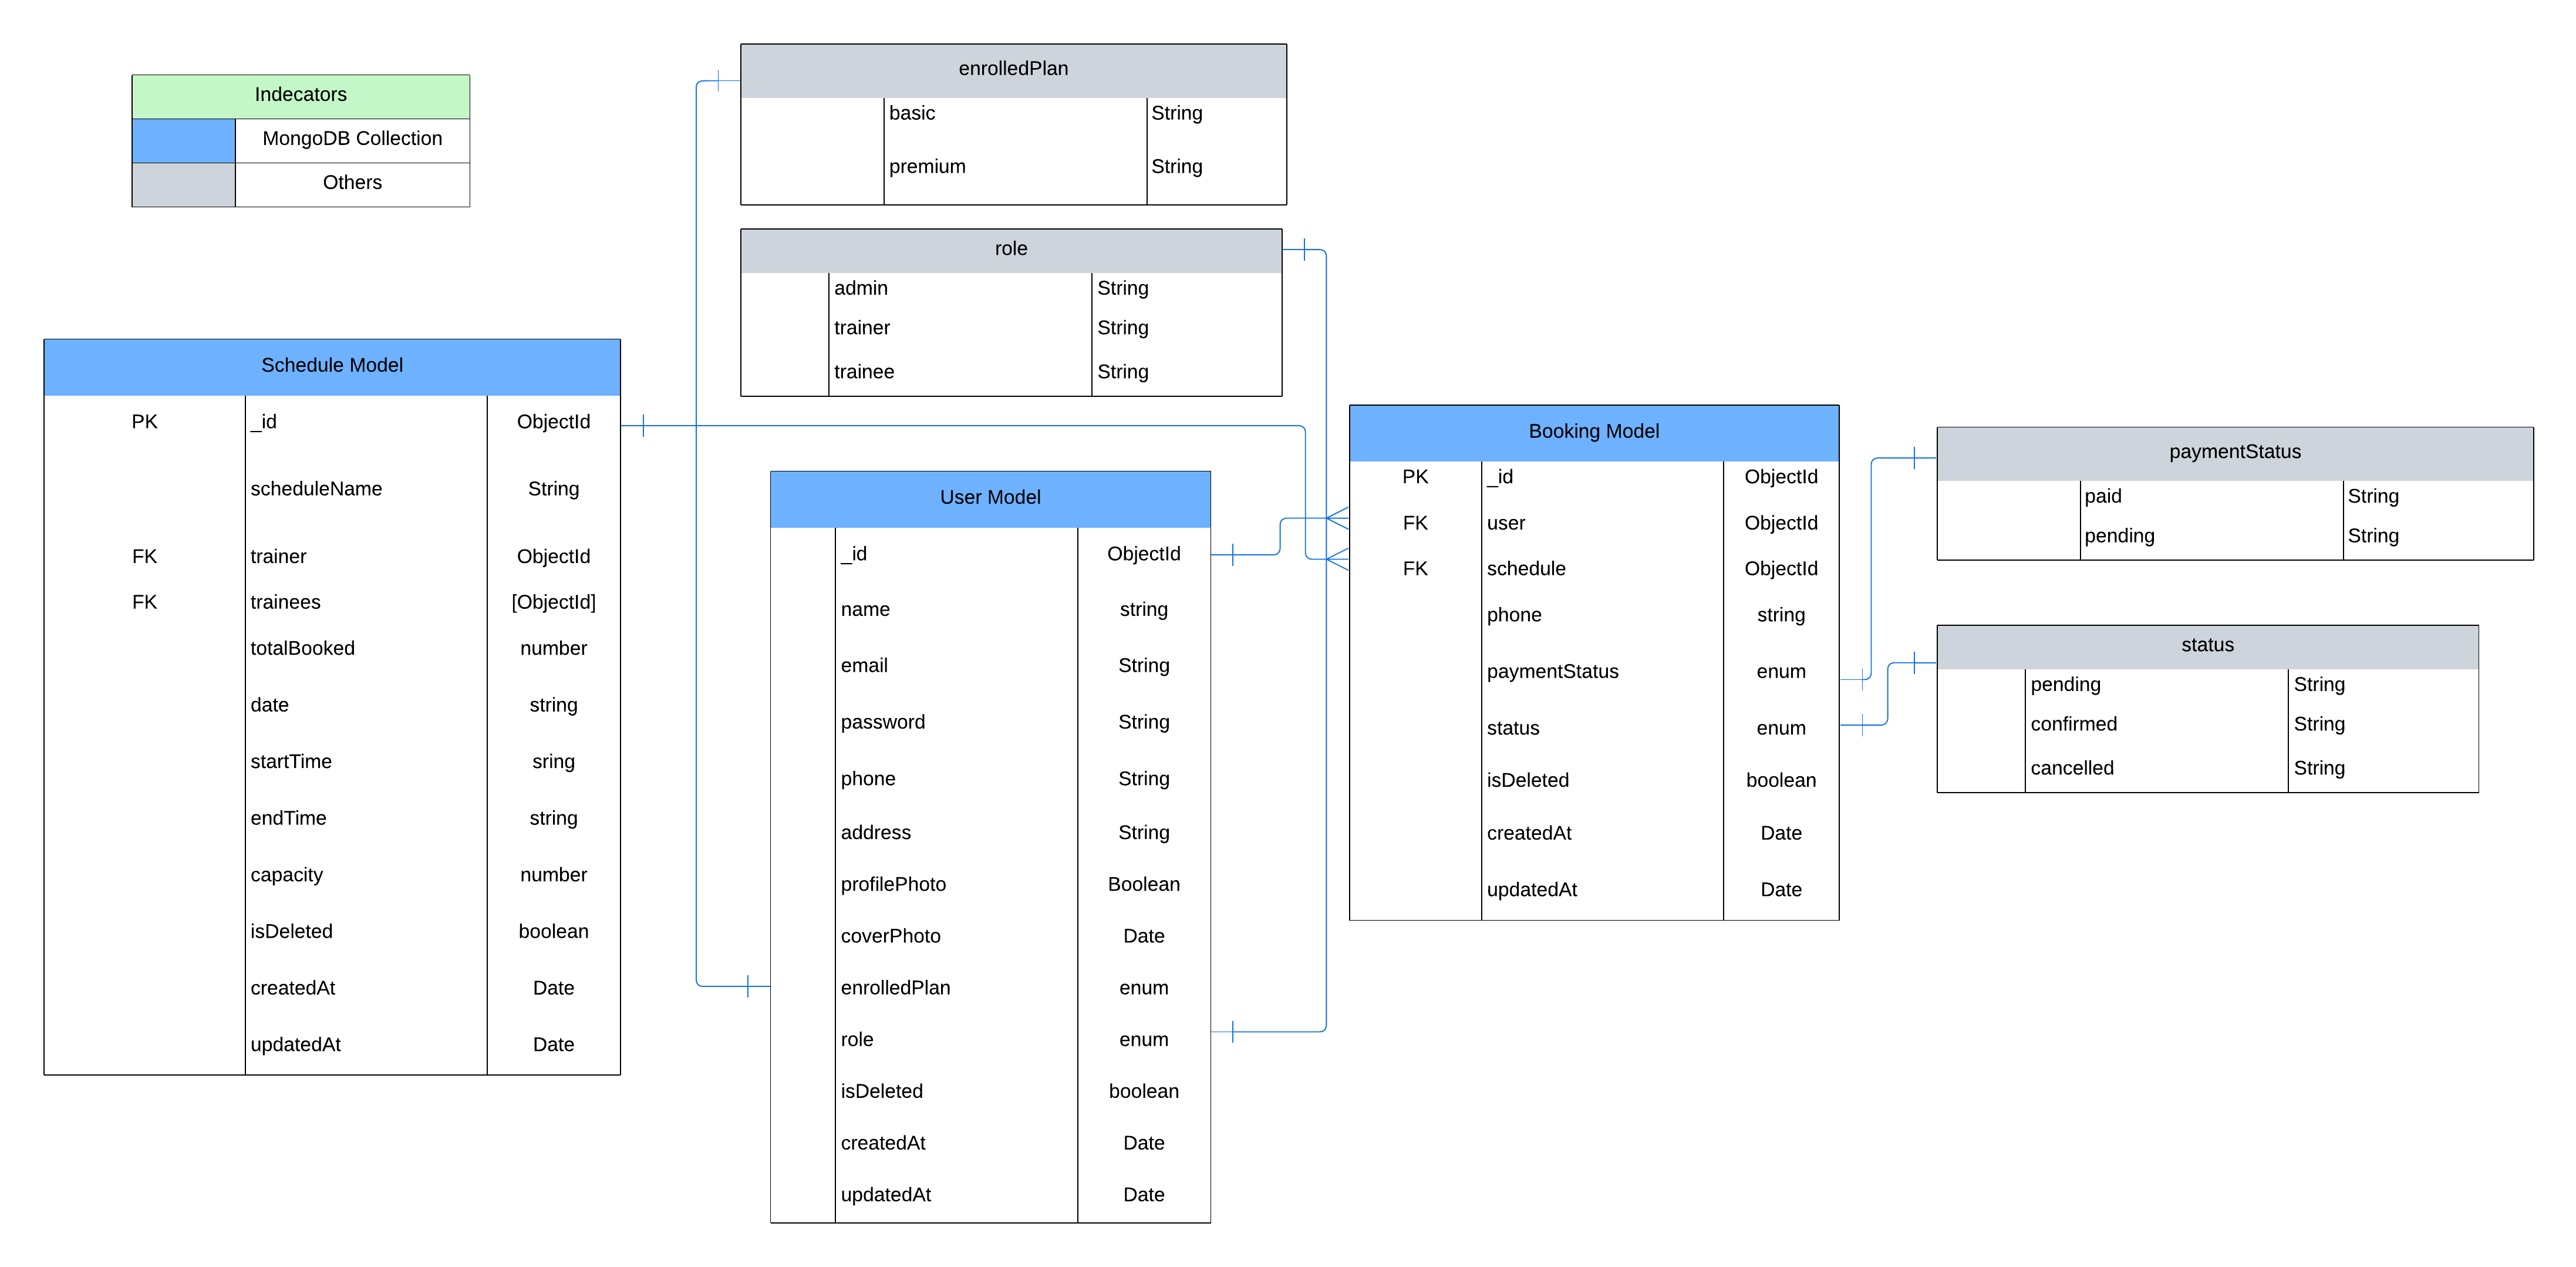 Indecators
MongoDB Collection
Others
enrolledPlan
basic String
premium String
role
admin String
trainer String
trainee String
Schedule Model
PK _id ObjectId
scheduleName String
FK trainer ObjectId
FK trainees [ObjectId]
totalBooked number
date string
startTime sring
endTime string
capacity number
isDeleted boolean
createdAt Date
updatedAt Date
User Model
_id ObjectId
name string
email String
password String
phone String
address String
profilePhoto Boolean
coverPhoto Date
enrolledPlan enum
role enum
isDeleted boolean
createdAt Date
updatedAt Date
Booking Model
PK _id ObjectId
FK user ObjectId
FK schedule ObjectId
phone string
paymentStatus enum
status enum
isDeleted boolean
createdAt Date
updatedAt Date
paymentStatus
paid String
pending String
status
pending String
confirmed String
cancelled String